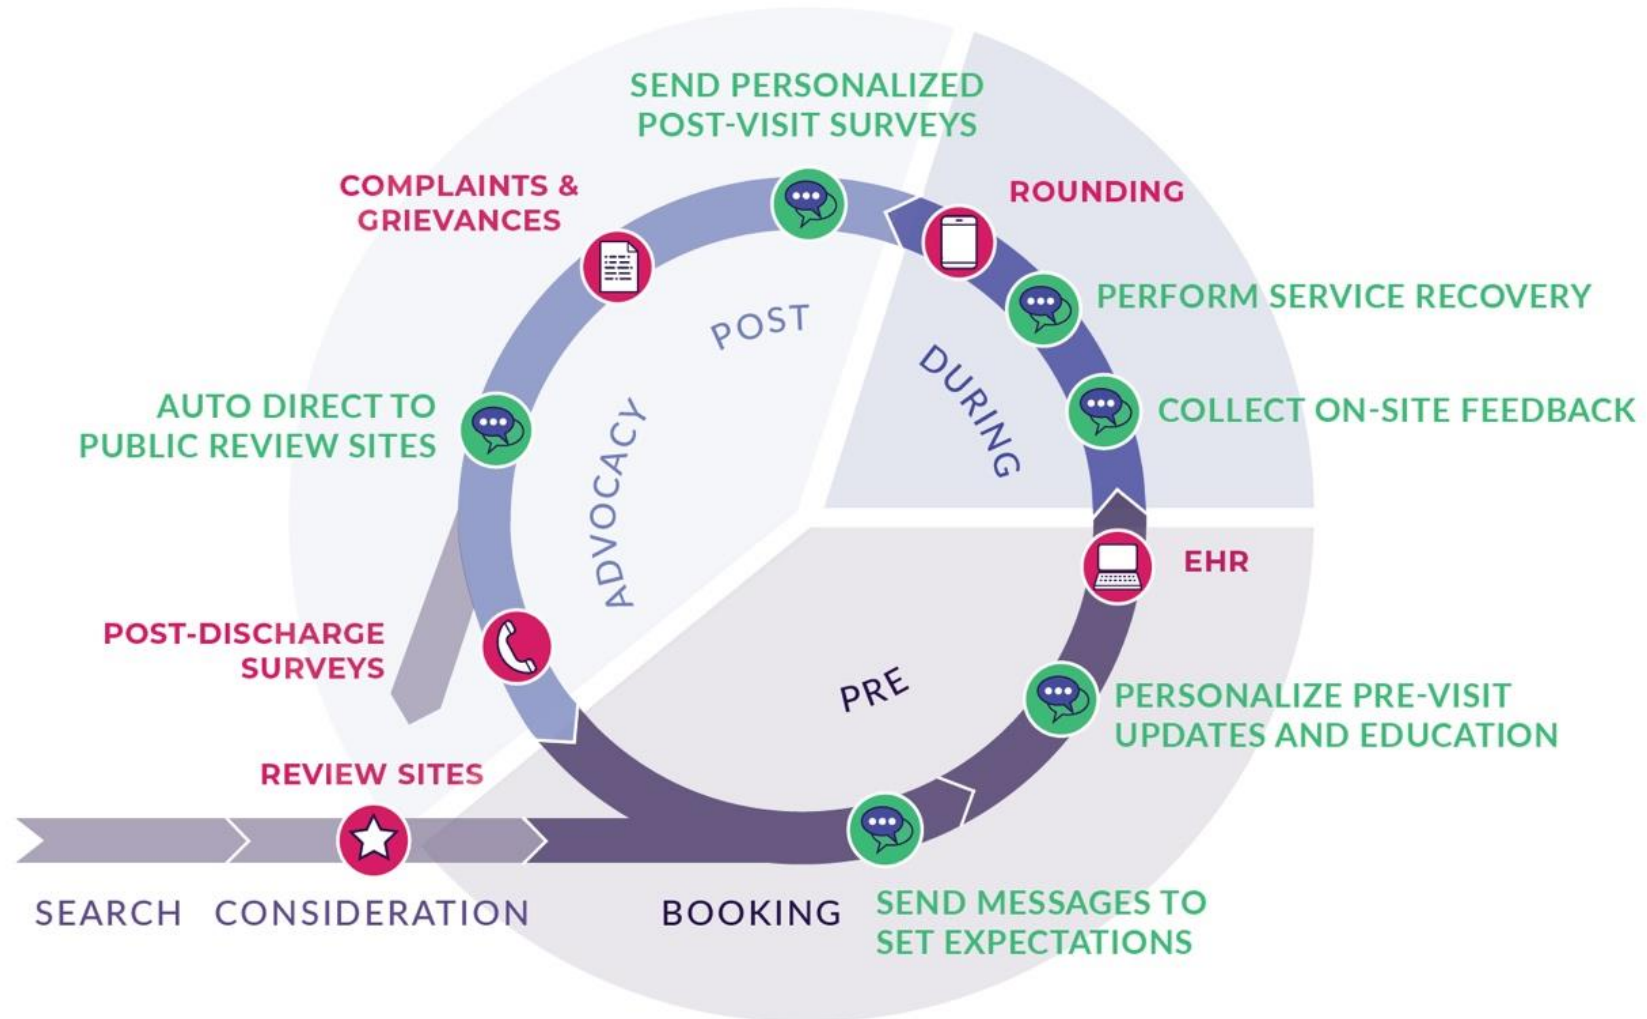 SEND PERSONALIZED
POST-VISIT SURVEYS
COMPLAINTS &
GRIEVANCES
ROUNDING
PERFORM SERVICE RECOVERY
POST
DURING
AUTO DIRECT TO
PUBLIC REVIEW SITES
COLLECT ON-SITE FEEDBACK
ADVOCACY
EHR
POST-DISCHARGE
SURVEYS
PRE
PERSONALIZE PRE-VISIT
UPDATES AND EDUCATION
REVIEW SITES
SEARCH
CONSIDERATION
BOOKING
SEND MESSAGES TO
SET EXPECTATIONS